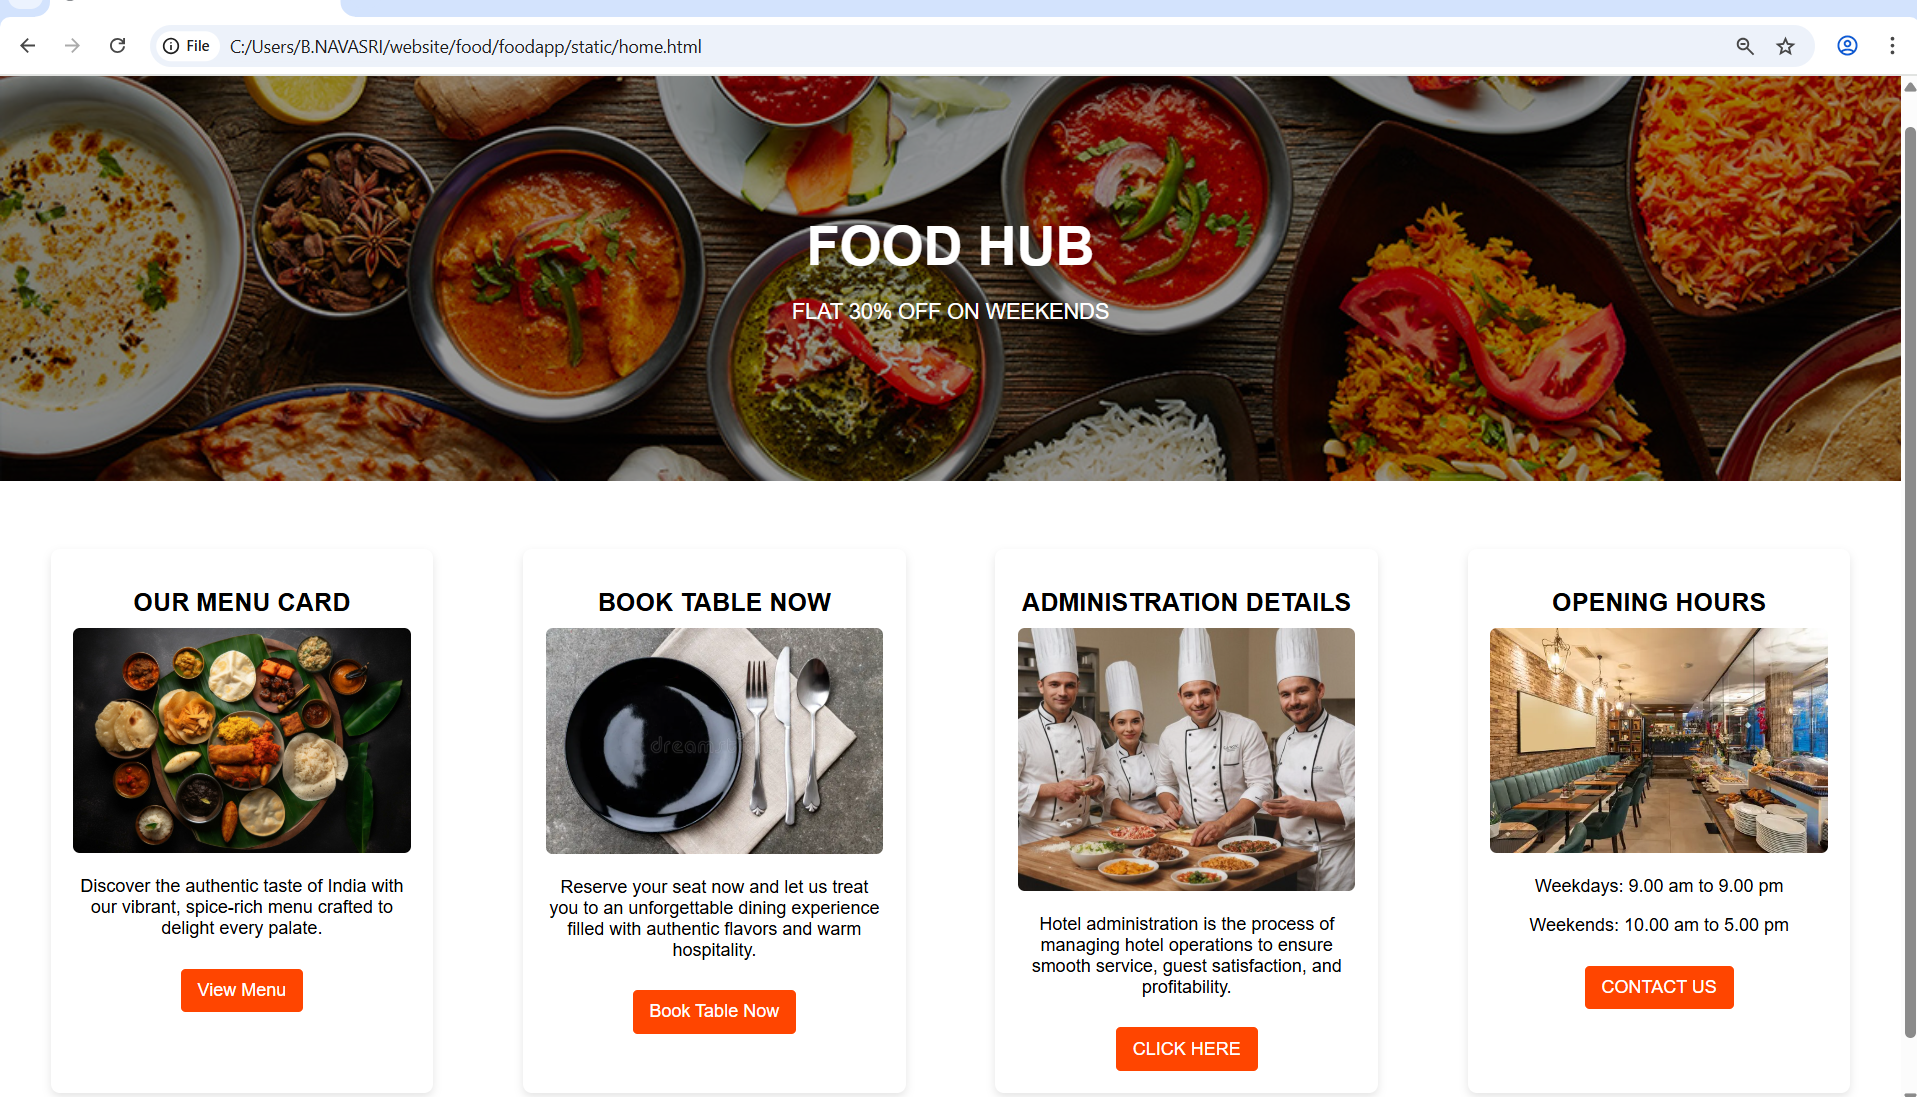 File
C:/Users/B.NAVASRI/website/food/foodapp/static/home.html
FOOD HUB
FLAT 30% OFF ON WEEKENDS
OUR MENU CARD
Discover the authentic taste of India with
our vibrant, spice-rich menu crafted to
delight every palate.
View Menu
BOOK TABLE NOW
Reserve your seat now and let us treat
you to an unforgettable dining experience
filled with authentic flavors and warm
hospitality.
Book Table Now
ADMINISTRATION DETAILS
Hotel administration is the process of
managing hotel operations to ensure
smooth service, guest satisfaction, and
profitability.
CLICK HERE
OPENING HOURS
Weekdays: 9.00 am to 9.00 pm
Weekends: 10.00 am to 5.00 pm
CONTACT US